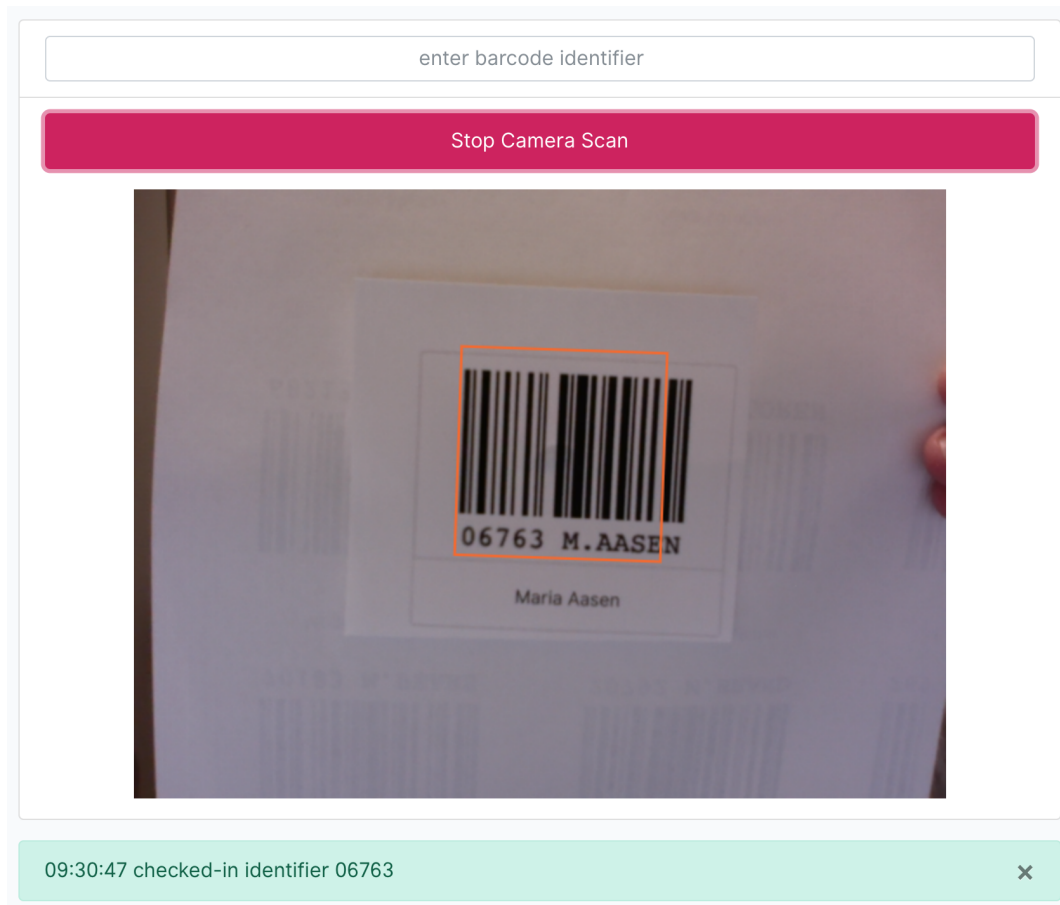 enter barcode identifier
Stop Camera Scan
06763 M.AASEN
Maria Aasen
09:30:47 checked-in identifier 06763
×